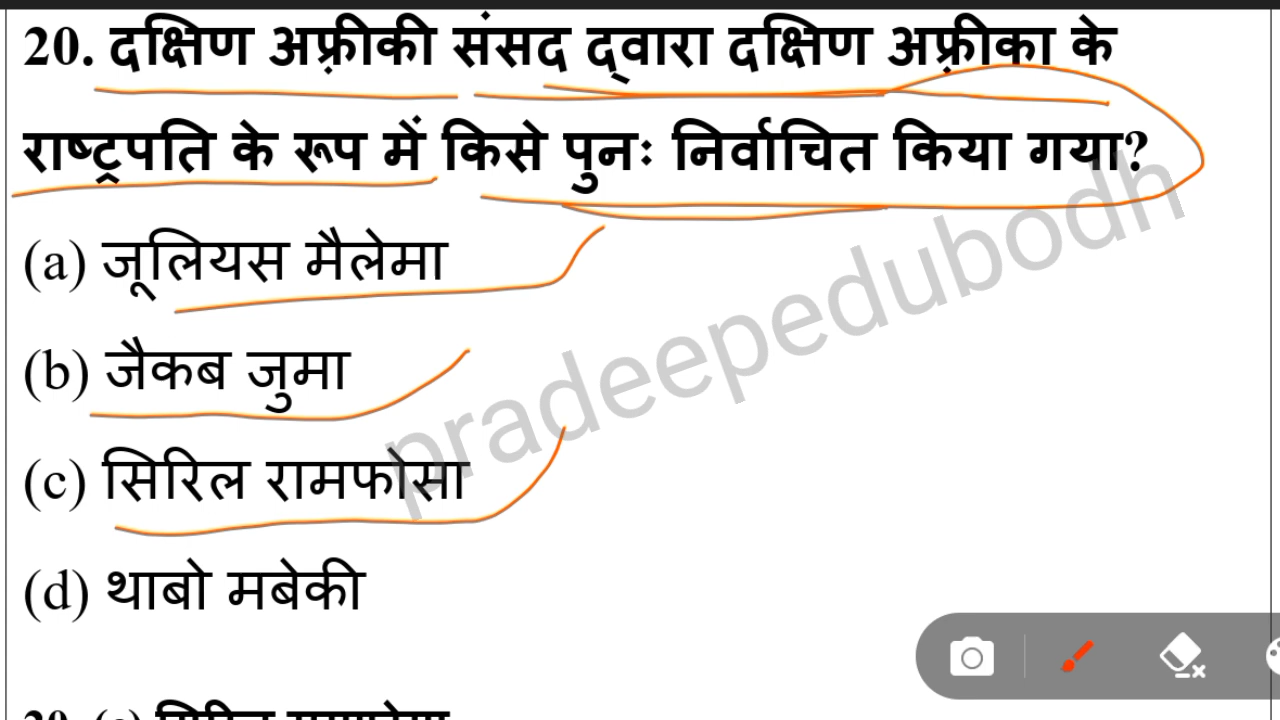 20. दक्षिण अफ़्रीकी संसद द्वारा दक्षिण अफ़्रीका के
राष्ट्रपति के रूप में किसे पुनः निर्वाचित किया गया?
(a) जूलियस मैलेमा
(b) जैकब जुमा
(c) सिरिल रामफोसा
(d) थाबो मबेकी
pradeepedubodh